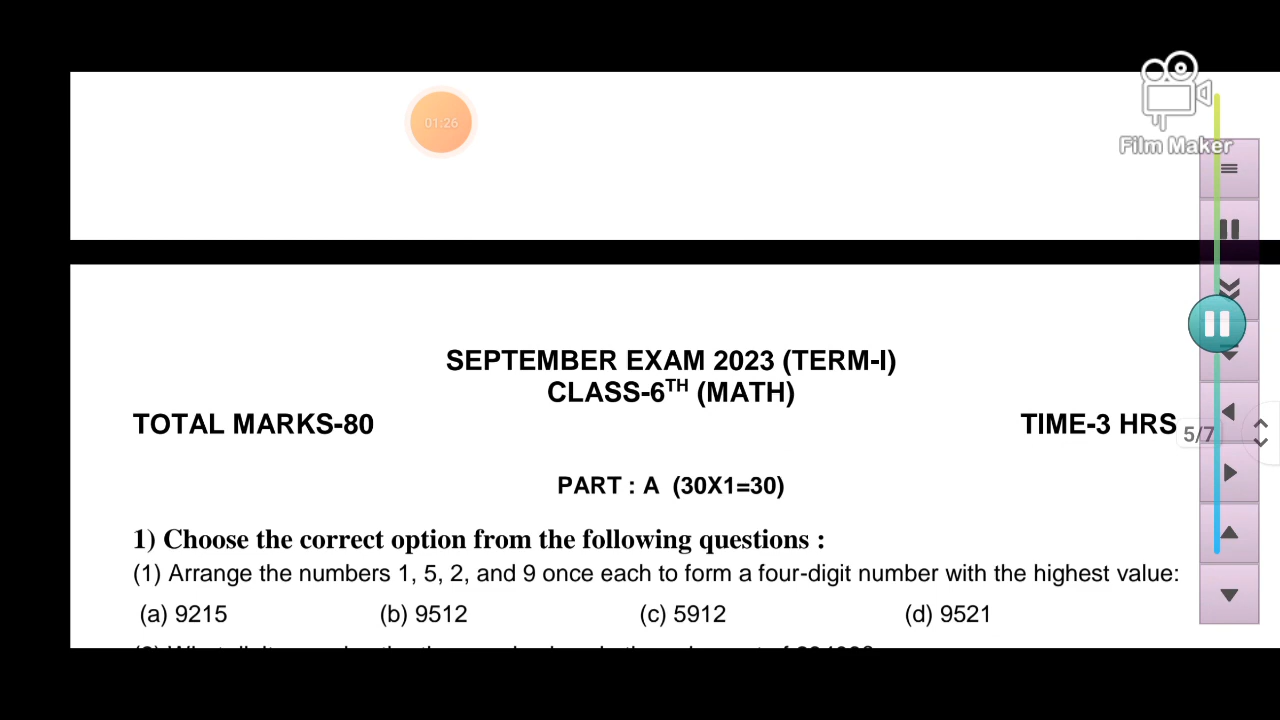 01:26
Film Maker
SEPTEMBER EXAM 2023 (TERM-I)
CLASS-6TH (MATH)
TOTAL MARKS-80 TIME-3 HRS
5/7
PART : A (30X1=30)
1) Choose the correct option from the following questions :
(1) Arrange the numbers 1, 5, 2, and 9 once each to form a four-digit number with the highest value:
(a) 9215 (b) 9512 (c) 5912 (d) 9521